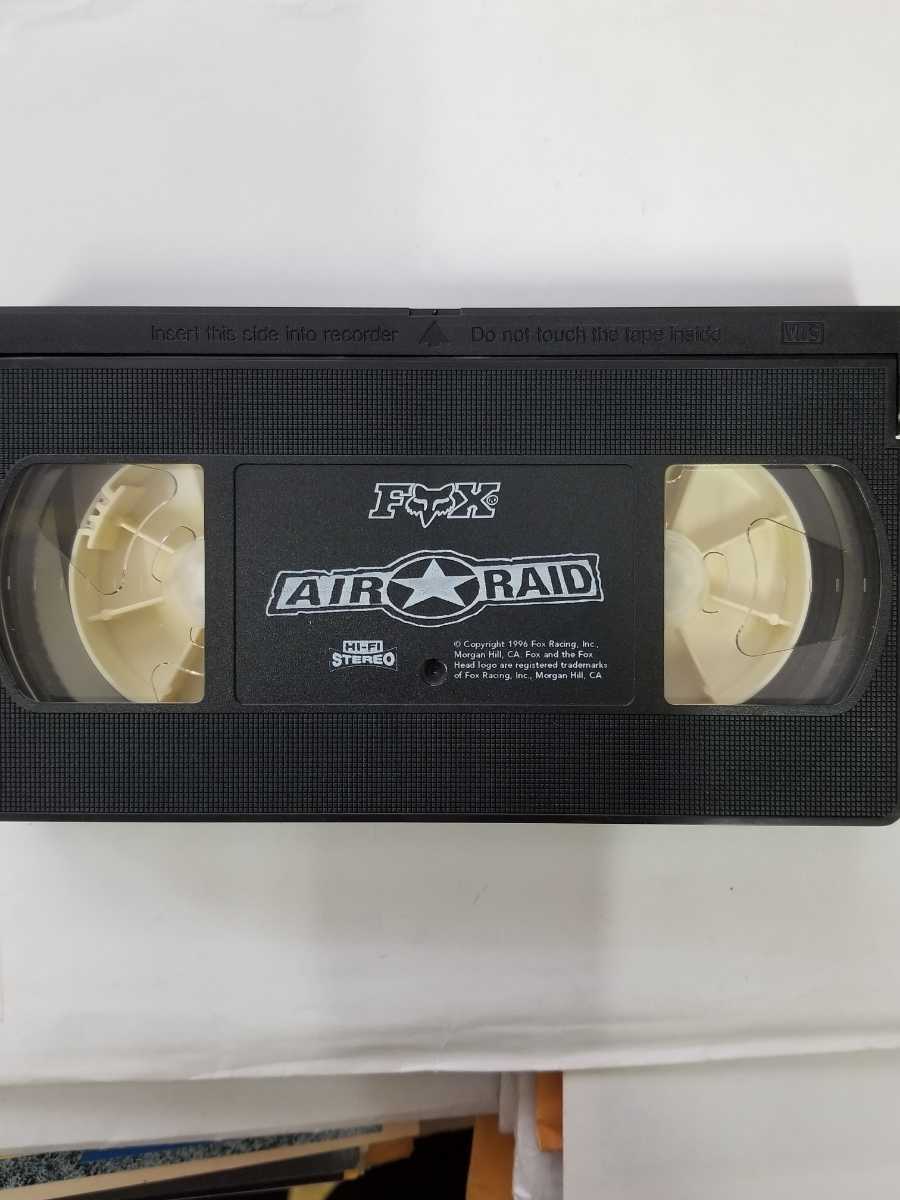 Insert this side into recorder Do not touch the tape inside VHS
FOX®
AIR RAID
HI-FI
STEREO
© Copyright 1996 Fox Racing, Inc.,
Morgan Hill, CA. Fox and the Fox
Head logo are registered trademarks
of Fox Racing, Inc., Morgan Hill, CA